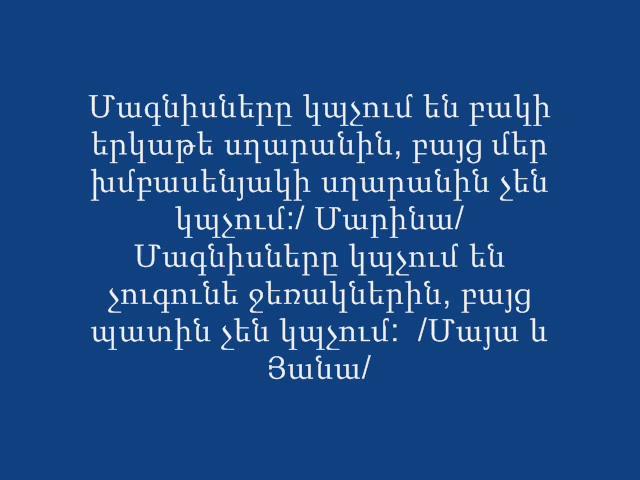 Մագնիսները կպչում են բակի
երկաթե սղարանին, բայց մեր
խմբասենյակի սղարանին չեն
կպչում:/ Մարինա/
Մագնիսները կպչում են
չուգունե ջեռակներին, բայց
պատին չեն կպչում:  /Մայա և
Յանա/